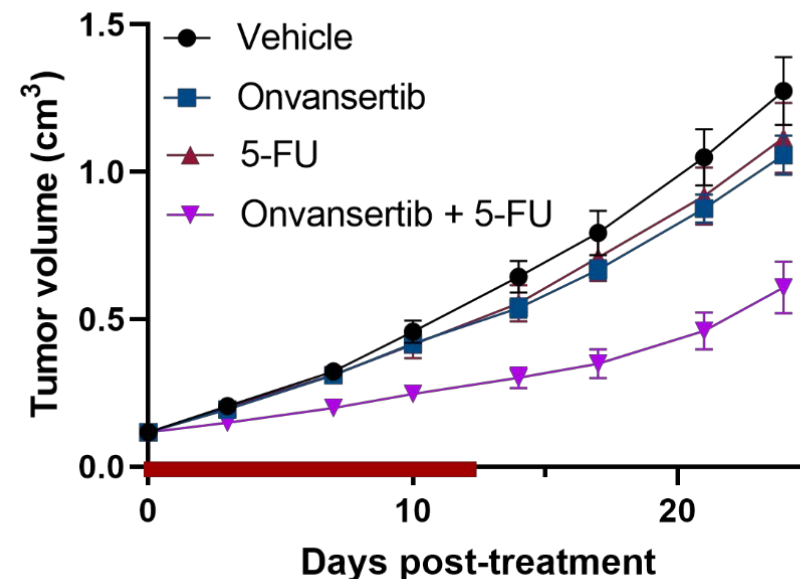 1.5
1.0
0.5
0.0
Tumor volume (cm³)
Vehicle
Onvansertib
5-FU
Onvansertib + 5-FU
0
10
20
Days post-treatment